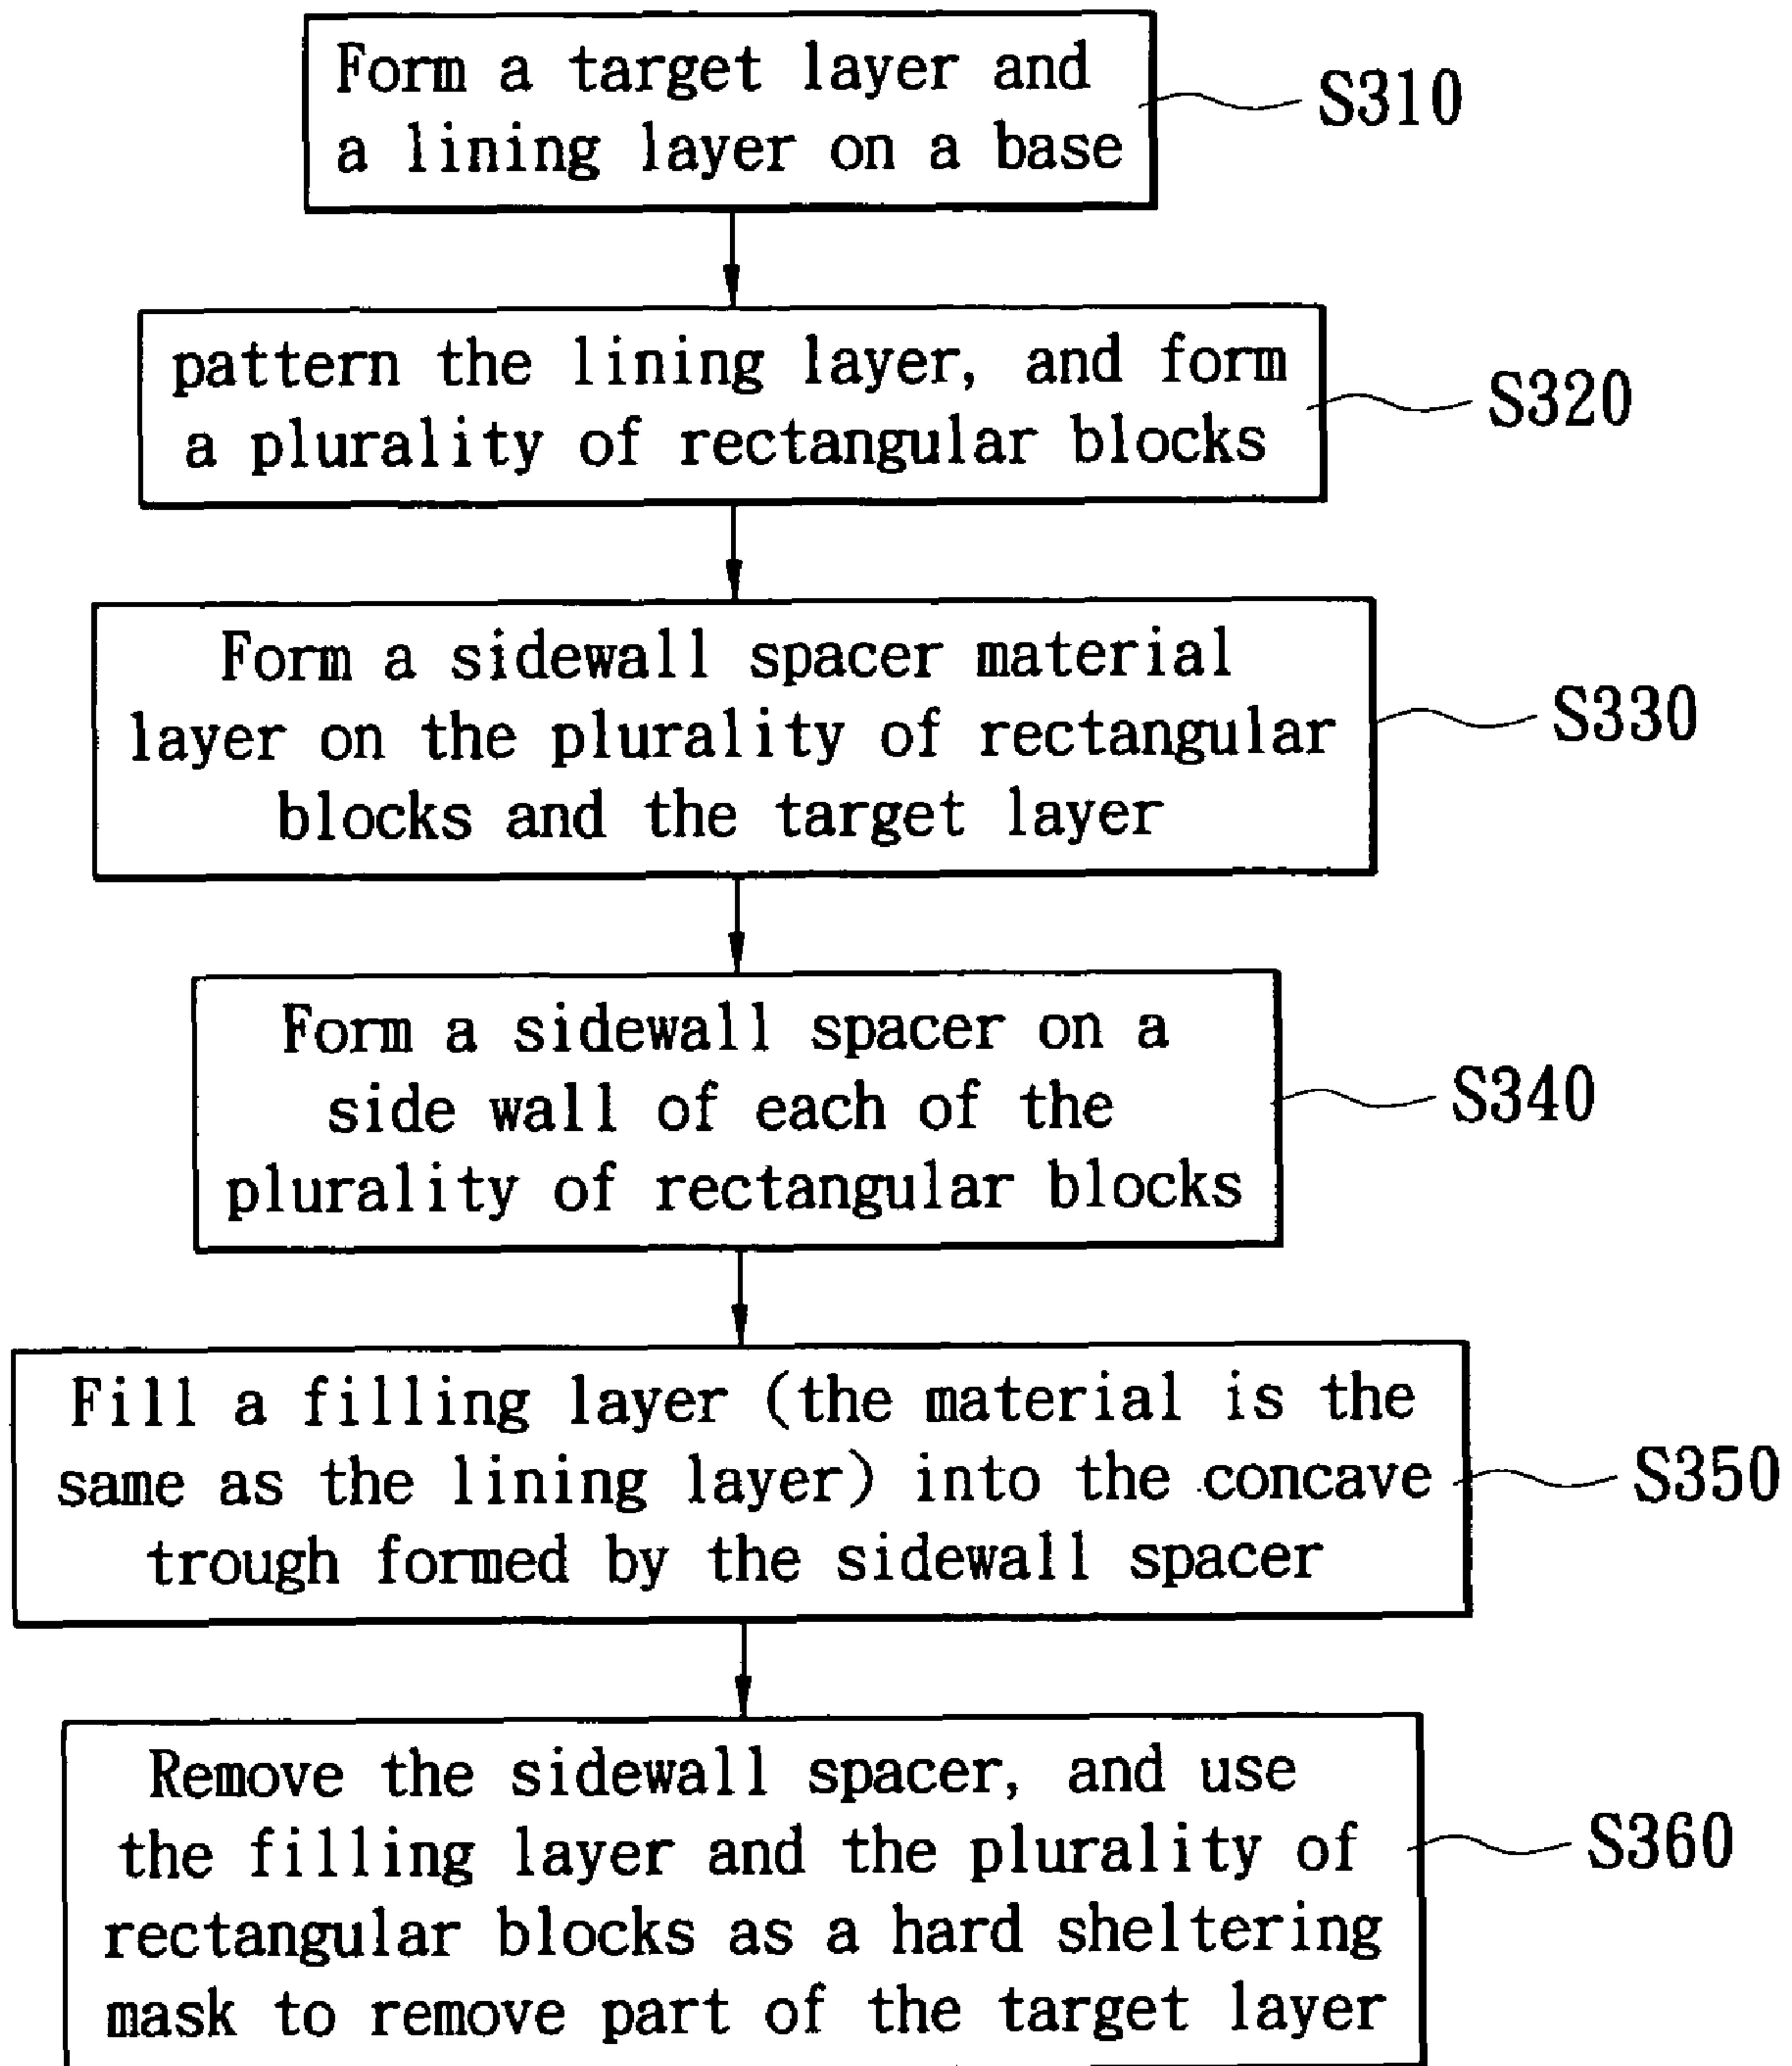 Form a target layer and
a lining layer on a base
S310
pattern the lining layer, and form
a plurality of rectangular blocks
S320
Form a sidewall spacer material
layer on the plurality of rectangular
blocks and the target layer
S330
Form a sidewall spacer on a
side wall of each of the
plurality of rectangular blocks
S340
Fill a filling layer (the material is the
same as the lining layer) into the concave
trough formed by the sidewall spacer
S350
Remove the sidewall spacer, and use
the filling layer and the plurality of
rectangular blocks as a hard sheltering
mask to remove part of the target layer
S360